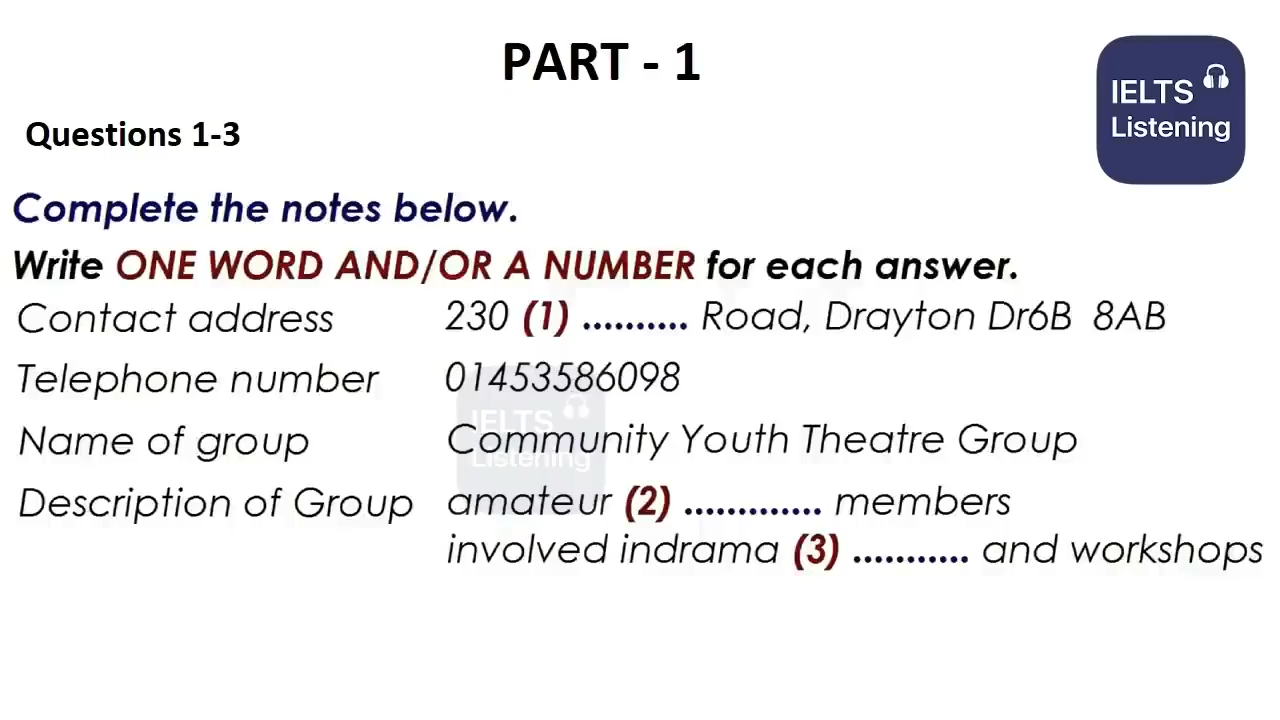 PART - 1
IELTS
Listening
Questions 1-3
Complete the notes below.
Write ONE WORD AND/OR A NUMBER for each answer.
Contact address 230 (1) .......... Road, Drayton Dr6B 8AB
Telephone number 01453586098
Name of group Community Youth Theatre Group
IELTS
Listening
Description of Group amateur (2) ............. members
involved indrama (3) ........... and workshops